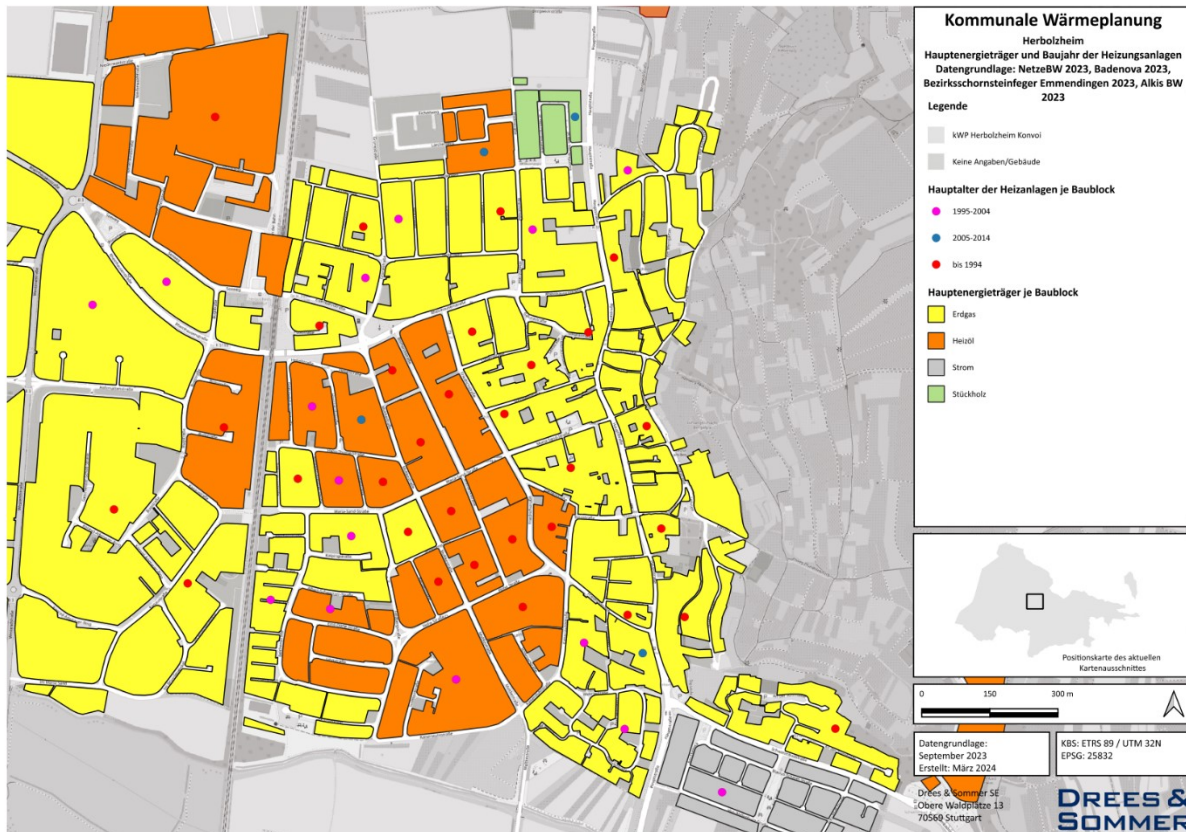 Kommunale Wärmeplanung
Herbolzheim
Hauptenergieträger und Baujahr der Heizungsanlagen
Datengrundlage: NetzeBW 2023, Badenova 2023,
Bezirksschornsteinfeger Emmendingen 2023, Alkis BW
2023
Legende
kWP Herbolzheim Konvoi
Keine Angaben/Gebäude
Hauptalter der Heizanlagen je Baublock
1995-2004
2005-2014
bis 1994
Hauptenergieträger je Baublock
Erdgas
Heizöl
Strom
Stückholz
Positionskarte des aktuellen
Kartenausschnittes
0 150 300 m
Datengrundlage:
September 2023
Erstellt: März 2024
KBS: ETRS 89 / UTM 32N
EPSG: 25832
Drees & Sommer SE
Obere Waldplätze 13
70569 Stuttgart
DREES &
SOMMER